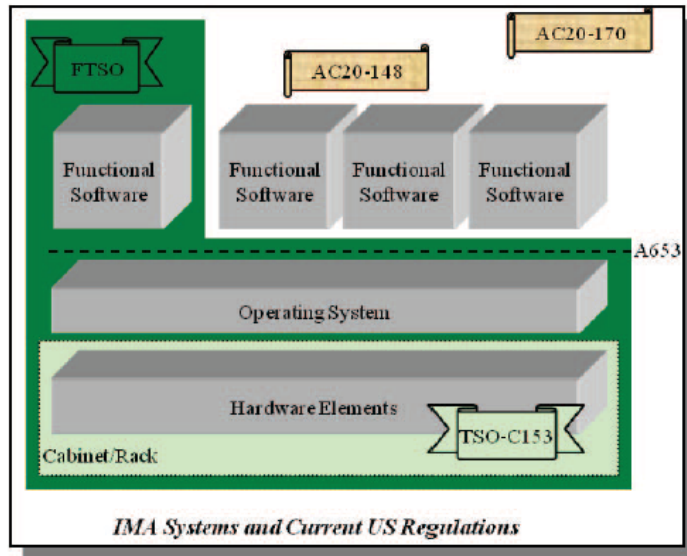 AC20-170
FTSO
AC20-148
Functional
Software
Functional
Software
Functional
Software
Functional
Software
A653
Operating System
Hardware Elements
TSO-C153
Cabinet/Rack
IMA Systems and Current US Regulations